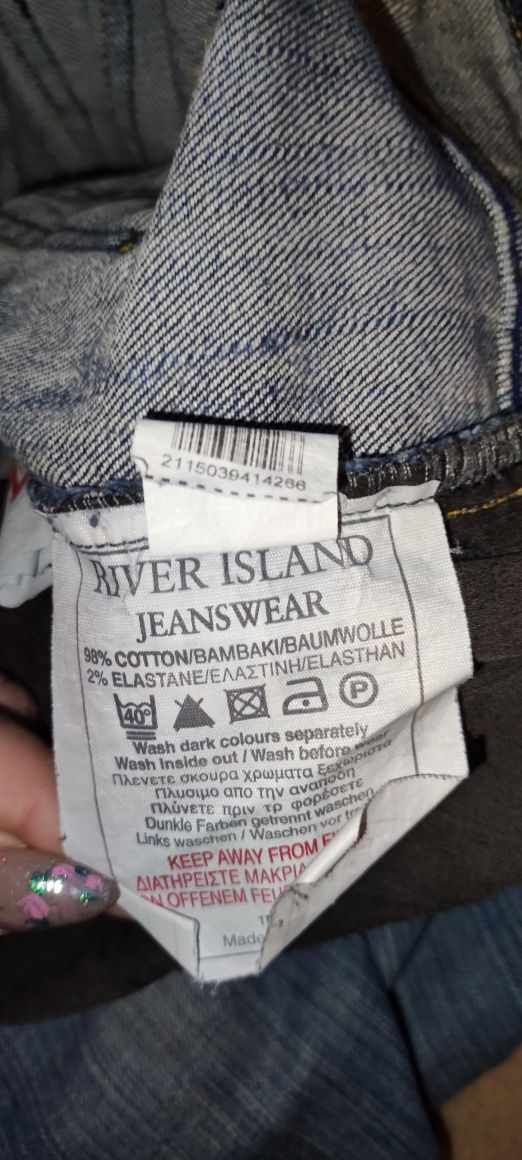 2115039414266
RIVER ISLAND
JEANSWEAR
98% COTTON/BAMBAKI/BAUMWOLLE
2% ELASTANE/ΕΛΑΣΤΙΝΗ/ELASTHAN
40° P
Wash dark colours separately
Wash Inside out / Wash before wear
Πλενετε σκουρα χρωματα ξεχωριστα
Πλυσιμο απο την αναποδη
Πλύνετε πριν τo φορέσετε
Dunkle Farben getrennt waschen
Links waschen / Waschen vor
KEEP AWAY FROM
ΔΙΑΤΗΡΕΙΣΤΕ ΜΑΚΡΙΑ
OFFENEM
Made